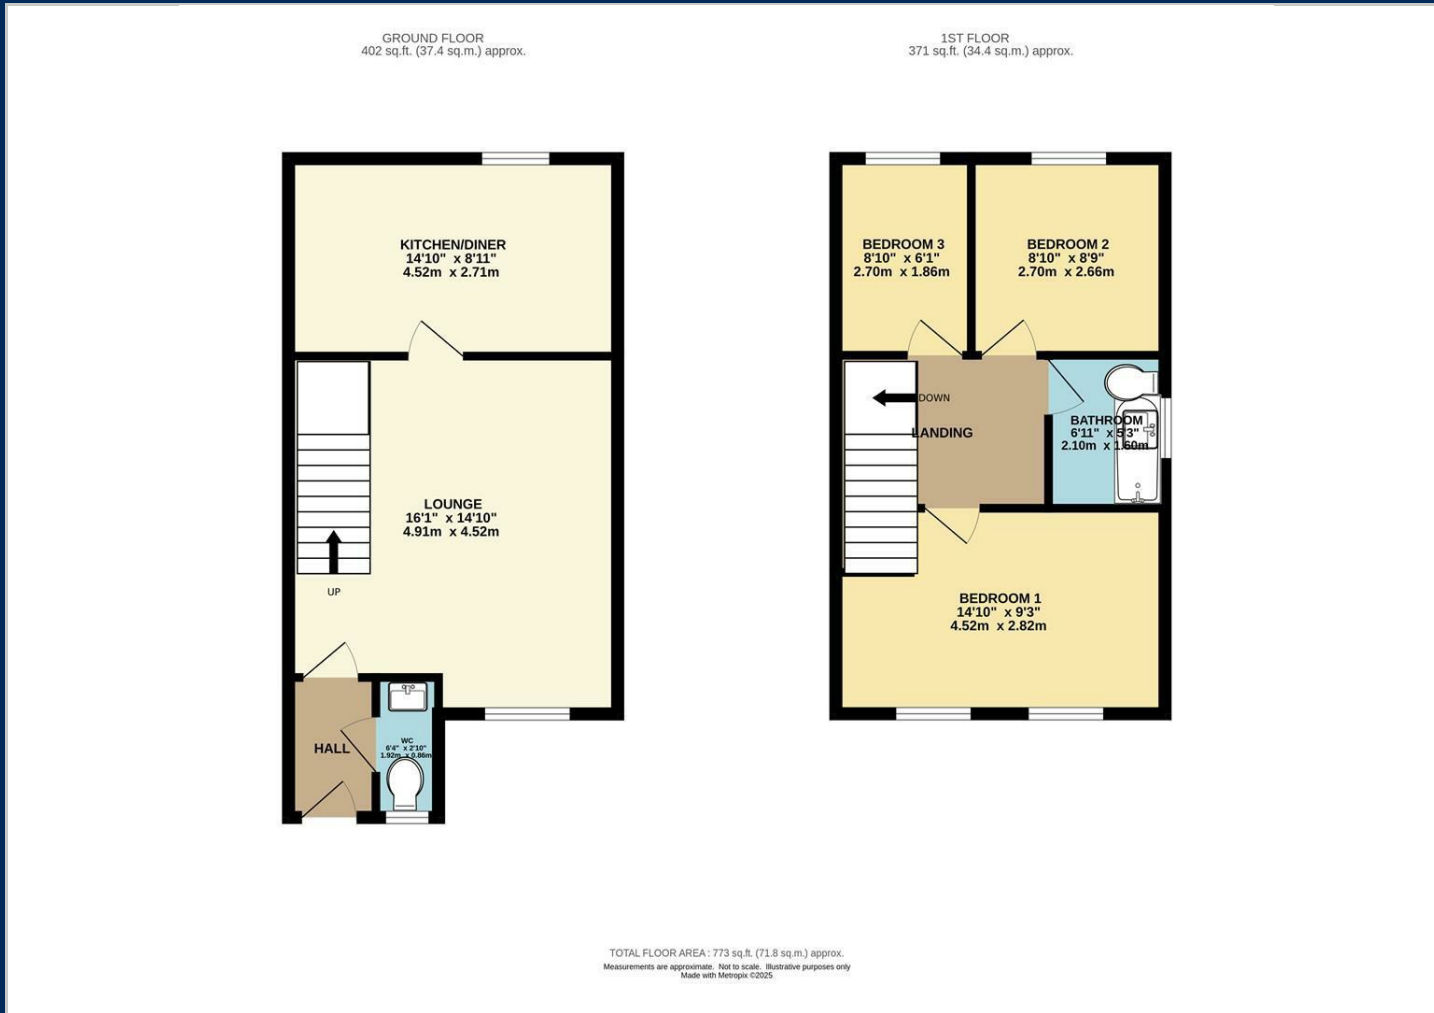 GROUND FLOOR
402 sq.ft. (37.4 sq.m.) approx.
KITCHEN/DINER
14'10" x 8'11"
4.52m x 2.71m
LOUNGE
16'1" x 14'10"
4.91m x 4.52m
UP
HALL
WC
6'4" x 2'10"
1.92m x 0.86m
1ST FLOOR
371 sq.ft. (34.4 sq.m.) approx.
BEDROOM 3
8'10" x 6'1"
2.70m x 1.86m
BEDROOM 2
8'10" x 8'9"
2.70m x 2.66m
DOWN
LANDING
BATHROOM
6'11" x 5'3"
2.10m x 1.60m
BEDROOM 1
14'10" x 9'3"
4.52m x 2.82m
TOTAL FLOOR AREA : 773 sq.ft. (71.8 sq.m.) approx.
Measurements are approximate. Not to scale. Illustrative purposes only
Made with Metropix ©2025